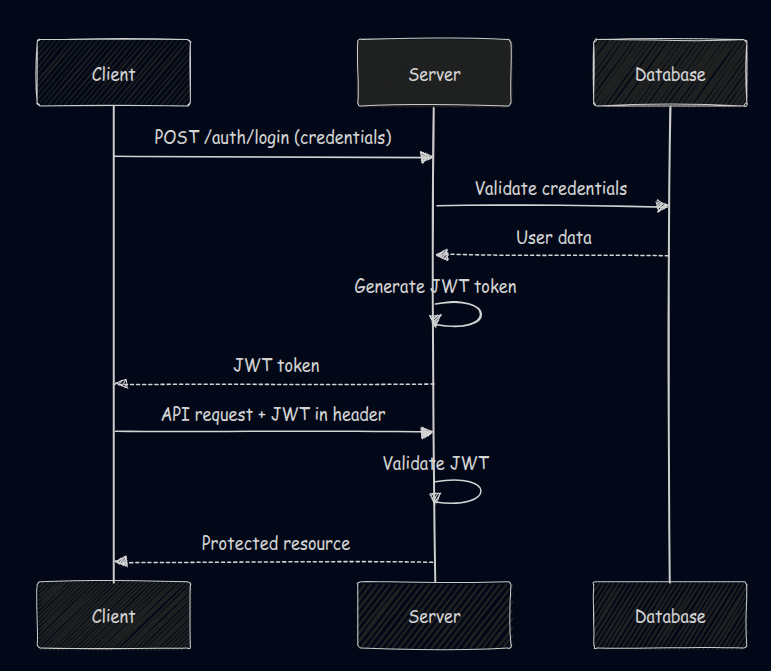 Client
Server
Database
POST /auth/login (credentials)
Validate credentials
User data
Generate JWT token
JWT token
API request + JWT in header
Validate JWT
Protected resource
Client
Server
Database